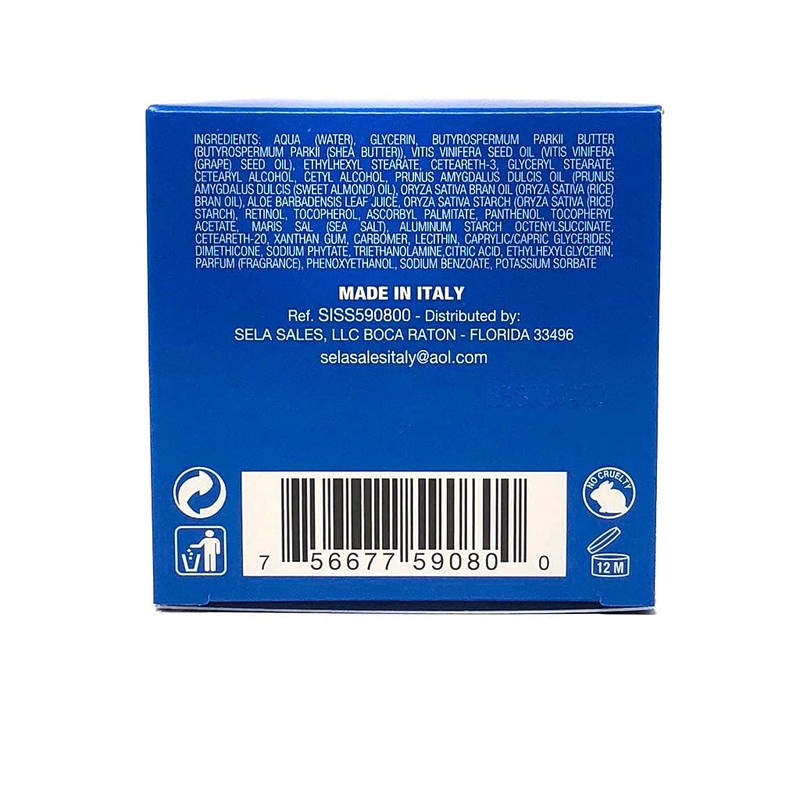 INGREDIENTS: AQUA (WATER), GLYCERIN, BUTYROSPERMUM PARKII BUTTER
(BUTYROSPERMUM PARKII (SHEA BUTTER)), VITIS VINIFERA SEED OIL (VITIS VINIFERA
(GRAPE) SEED OIL), ETHYLHEXYL STEARATE, CETEARETH-3, GLYCERYL STEARATE,
CETEARYL ALCOHOL, CETYL ALCOHOL, PRUNUS AMYGDALUS DULCIS OIL (PRUNUS
AMYGDALUS DULCIS (SWEET ALMOND) OIL), ORYZA SATIVA BRAN OIL (ORYZA SATIVA (RICE)
BRAN OIL), ALOE BARBADENSIS LEAF JUICE, ORYZA SATIVA STARCH (ORYZA SATIVA (RICE)
STARCH), RETINOL, TOCOPHEROL, ASCORBYL PALMITATE, PANTHENOL, TOCOPHERYL
ACETATE, MARIS SAL (SEA SALT), ALUMINUM STARCH OCTENYLSUCCINATE,
CETEARETH-20, XANTHAN GUM, CARBOMER, LECITHIN, CAPRYLIC/CAPRIC GLYCERIDES,
DIMETHICONE, SODIUM PHYTATE, TRIETHANOLAMINE,CITRIC ACID, ETHYLHEXYLGLYCERIN,
PARFUM (FRAGRANCE), PHENOXYETHANOL, SODIUM BENZOATE, POTASSIUM SORBATE
MADE IN ITALY
Ref. SISS590800 - Distributed by:
SELA SALES, LLC BOCA RATON - FLORIDA 33496
selasalesitaly@aol.com
NO CRUELTY
12 M
7 56677 59080 0